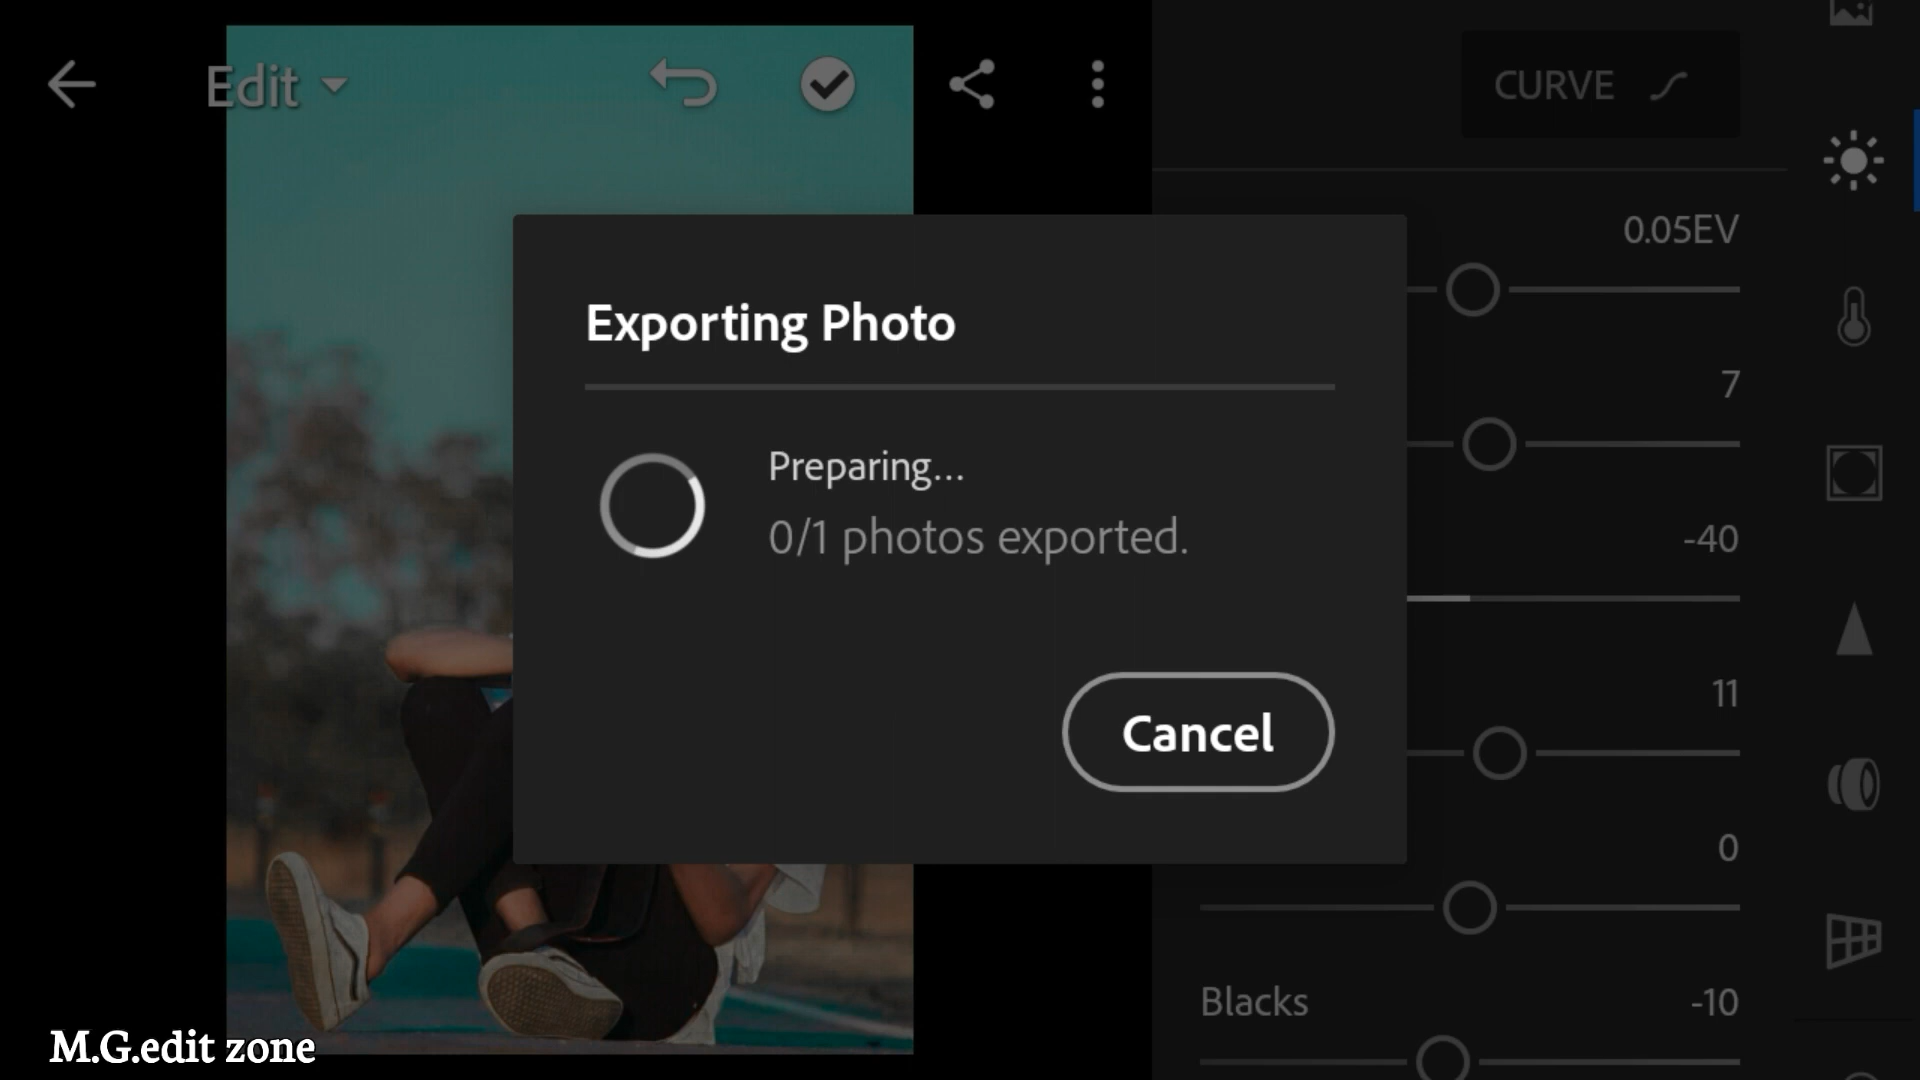 Edit
CURVE
0.05EV
7
-40
11
0
Blacks
-10
Exporting Photo
Preparing...
0/1 photos exported.
Cancel
M.G.edit zone